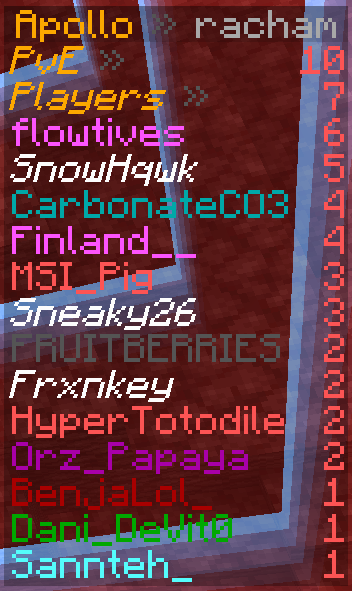 Apollo » racham
PvE » 10
Players » 7
flowtives 6
SnowHqwk 5
CarbonateCO3 4
Finland__ 4
MSI_Pig 3
Sneaky26 3
FRUITBERRIES 2
Frxnkey 2
HyperTotodile 2
Orz_Papaya 2
BenjaLol_ 1
Dani_DeVit0 1
Sannteh_ 1